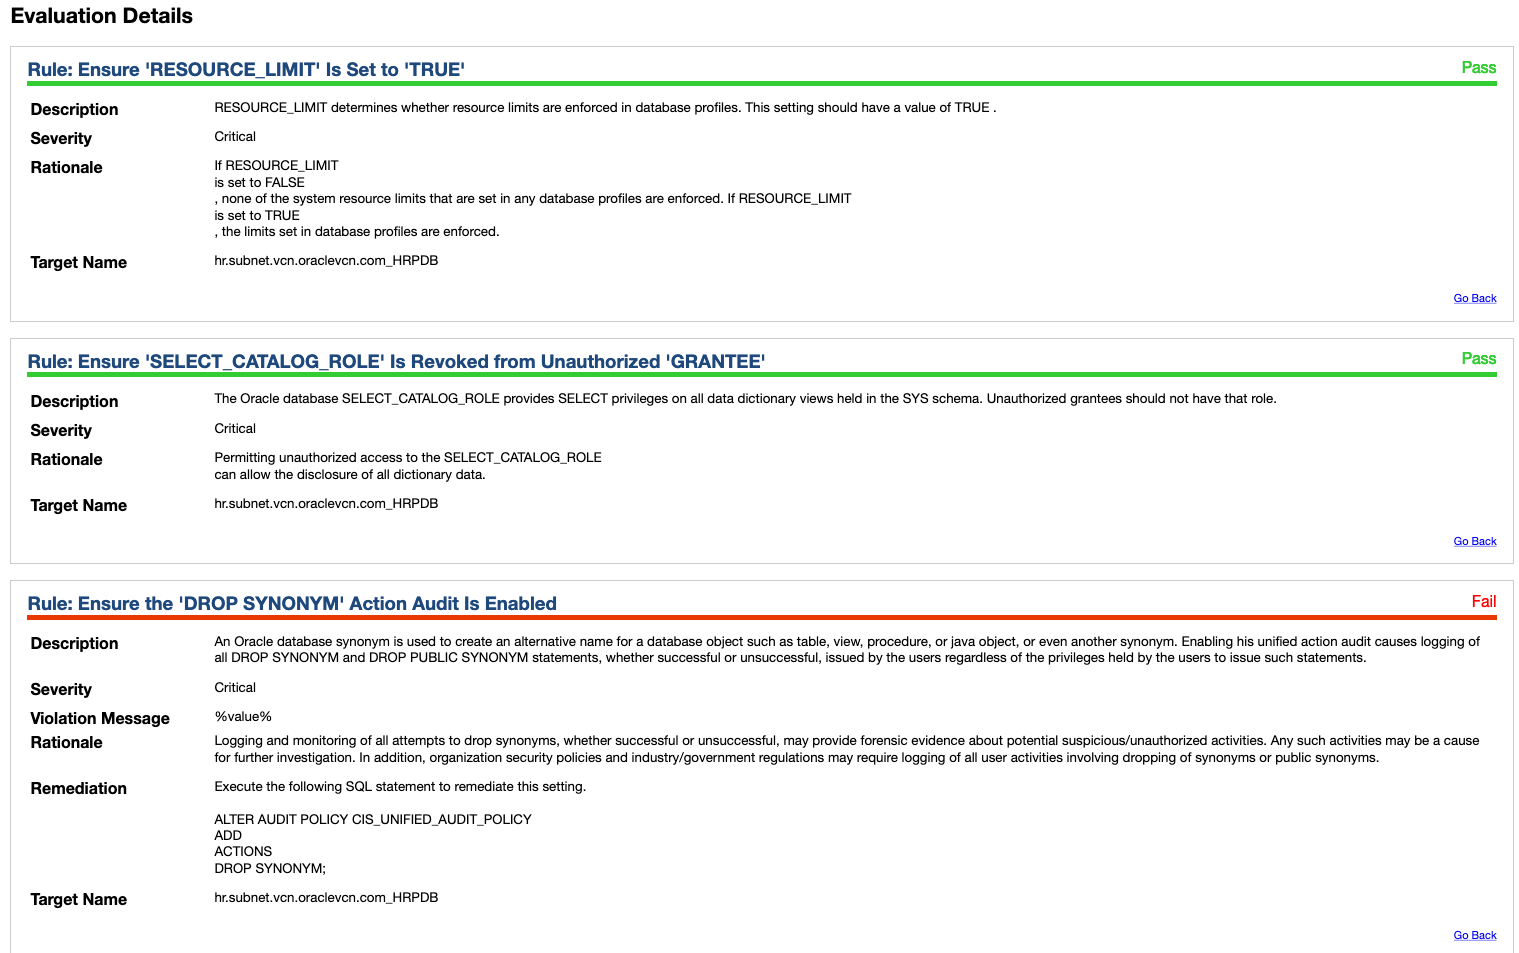 Evaluation Details
Rule: Ensure 'RESOURCE_LIMIT' Is Set to 'TRUE'
Pass
Description
RESOURCE_LIMIT determines whether resource limits are enforced in database profiles. This setting should have a value of TRUE .
Severity
Critical
Rationale
If RESOURCE_LIMIT
is set to FALSE
, none of the system resource limits that are set in any database profiles are enforced. If RESOURCE_LIMIT
is set to TRUE
, the limits set in database profiles are enforced.
Target Name
hr.subnet.vcn.oraclevcn.com_HRPDB
Go Back
Rule: Ensure 'SELECT_CATALOG_ROLE' Is Revoked from Unauthorized 'GRANTEE'
Pass
Description
The Oracle database SELECT_CATALOG_ROLE provides SELECT privileges on all data dictionary views held in the SYS schema. Unauthorized grantees should not have that role.
Severity
Critical
Rationale
Permitting unauthorized access to the SELECT_CATALOG_ROLE
can allow the disclosure of all dictionary data.
Target Name
hr.subnet.vcn.oraclevcn.com_HRPDB
Go Back
Rule: Ensure the 'DROP SYNONYM' Action Audit Is Enabled
Fail
Description
An Oracle database synonym is used to create an alternative name for a database object such as table, view, procedure, or java object, or even another synonym. Enabling his unified action audit causes logging of
all DROP SYNONYM and DROP PUBLIC SYNONYM statements, whether successful or unsuccessful, issued by the users regardless of the privileges held by the users to issue such statements.
Severity
Critical
Violation Message
%value%
Rationale
Logging and monitoring of all attempts to drop synonyms, whether successful or unsuccessful, may provide forensic evidence about potential suspicious/unauthorized activities. Any such activities may be a cause
for further investigation. In addition, organization security policies and industry/government regulations may require logging of all user activities involving dropping of synonyms or public synonyms.
Remediation
Execute the following SQL statement to remediate this setting.
ALTER AUDIT POLICY CIS_UNIFIED_AUDIT_POLICY
ADD
ACTIONS
DROP SYNONYM;
Target Name
hr.subnet.vcn.oraclevcn.com_HRPDB
Go Back